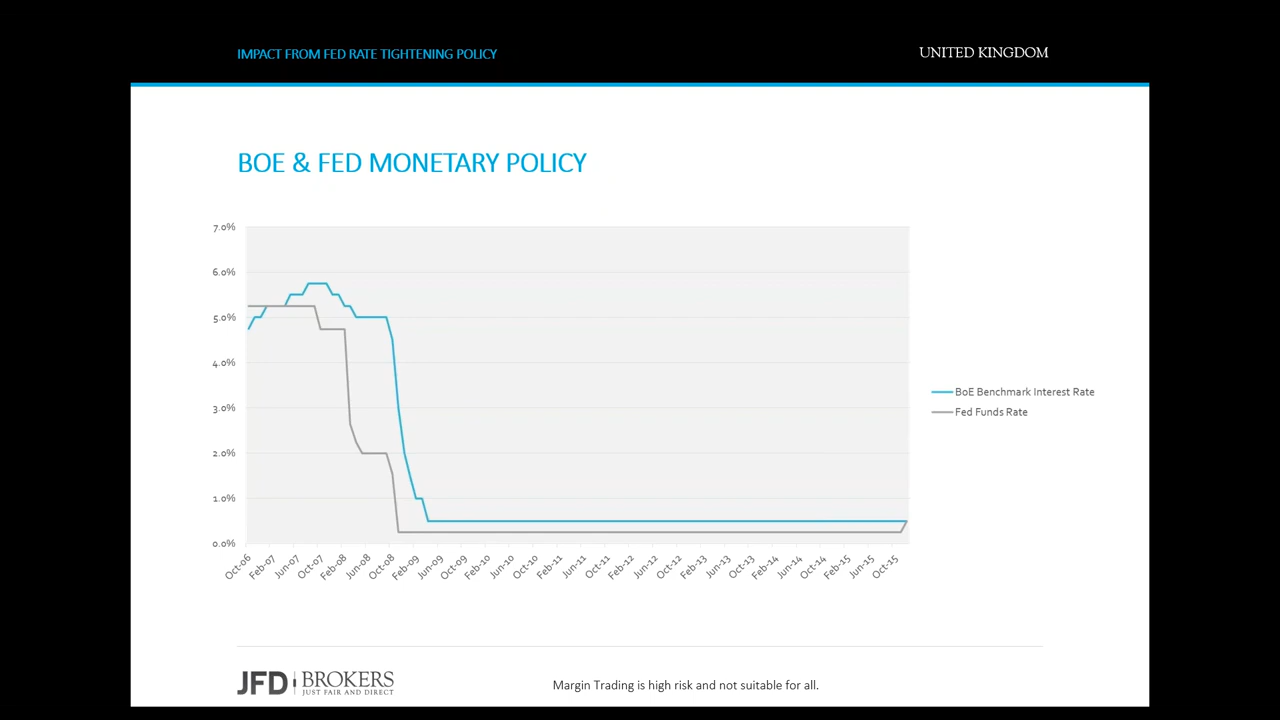 IMPACT FROM FED RATE TIGHTENING POLICY
UNITED KINGDOM
BOE & FED MONETARY POLICY
7.0%
6.0%
5.0%
4.0%
3.0%
2.0%
1.0%
0.0%
Oct-06
Feb-07
Jun-07
Oct-07
Feb-08
Jun-08
Oct-08
Feb-09
Jun-09
Oct-09
Feb-10
Jun-10
Oct-10
Feb-11
Jun-11
Oct-11
Feb-12
Jun-12
Oct-12
Feb-13
Jun-13
Oct-13
Feb-14
Jun-14
Oct-14
Feb-15
Jun-15
Oct-15
BoE Benchmark Interest Rate
Fed Funds Rate
JFD BROKERS
JUST FAIR AND DIRECT
Margin Trading is high risk and not suitable for all.